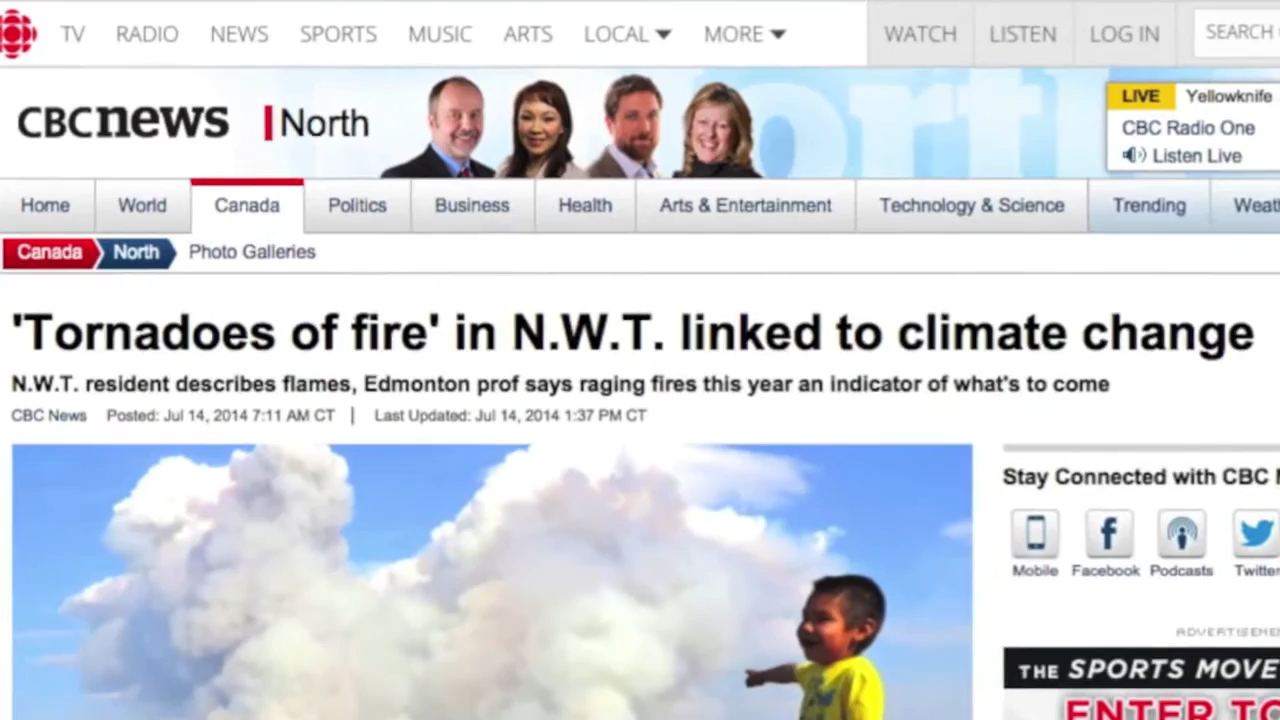 TV RADIO NEWS SPORTS MUSIC ARTS LOCAL MORE WATCH LISTEN LOG IN SEARCH
CBCnews North
LIVE Yellowknife
CBC Radio One
Listen Live
Home World Canada Politics Business Health Arts & Entertainment Technology & Science Trending
Canada North Photo Galleries
'Tornadoes of fire' in N.W.T. linked to climate change
N.W.T. resident describes flames, Edmonton prof says raging fires this year an indicator of what's to come
CBC News Posted: Jul 14, 2014 7:11 AM CT | Last Updated: Jul 14, 2014 1:37 PM CT
Stay Connected with CBC
Mobile Facebook Podcasts Twitter
THE SPORTS MOVE
ENTER